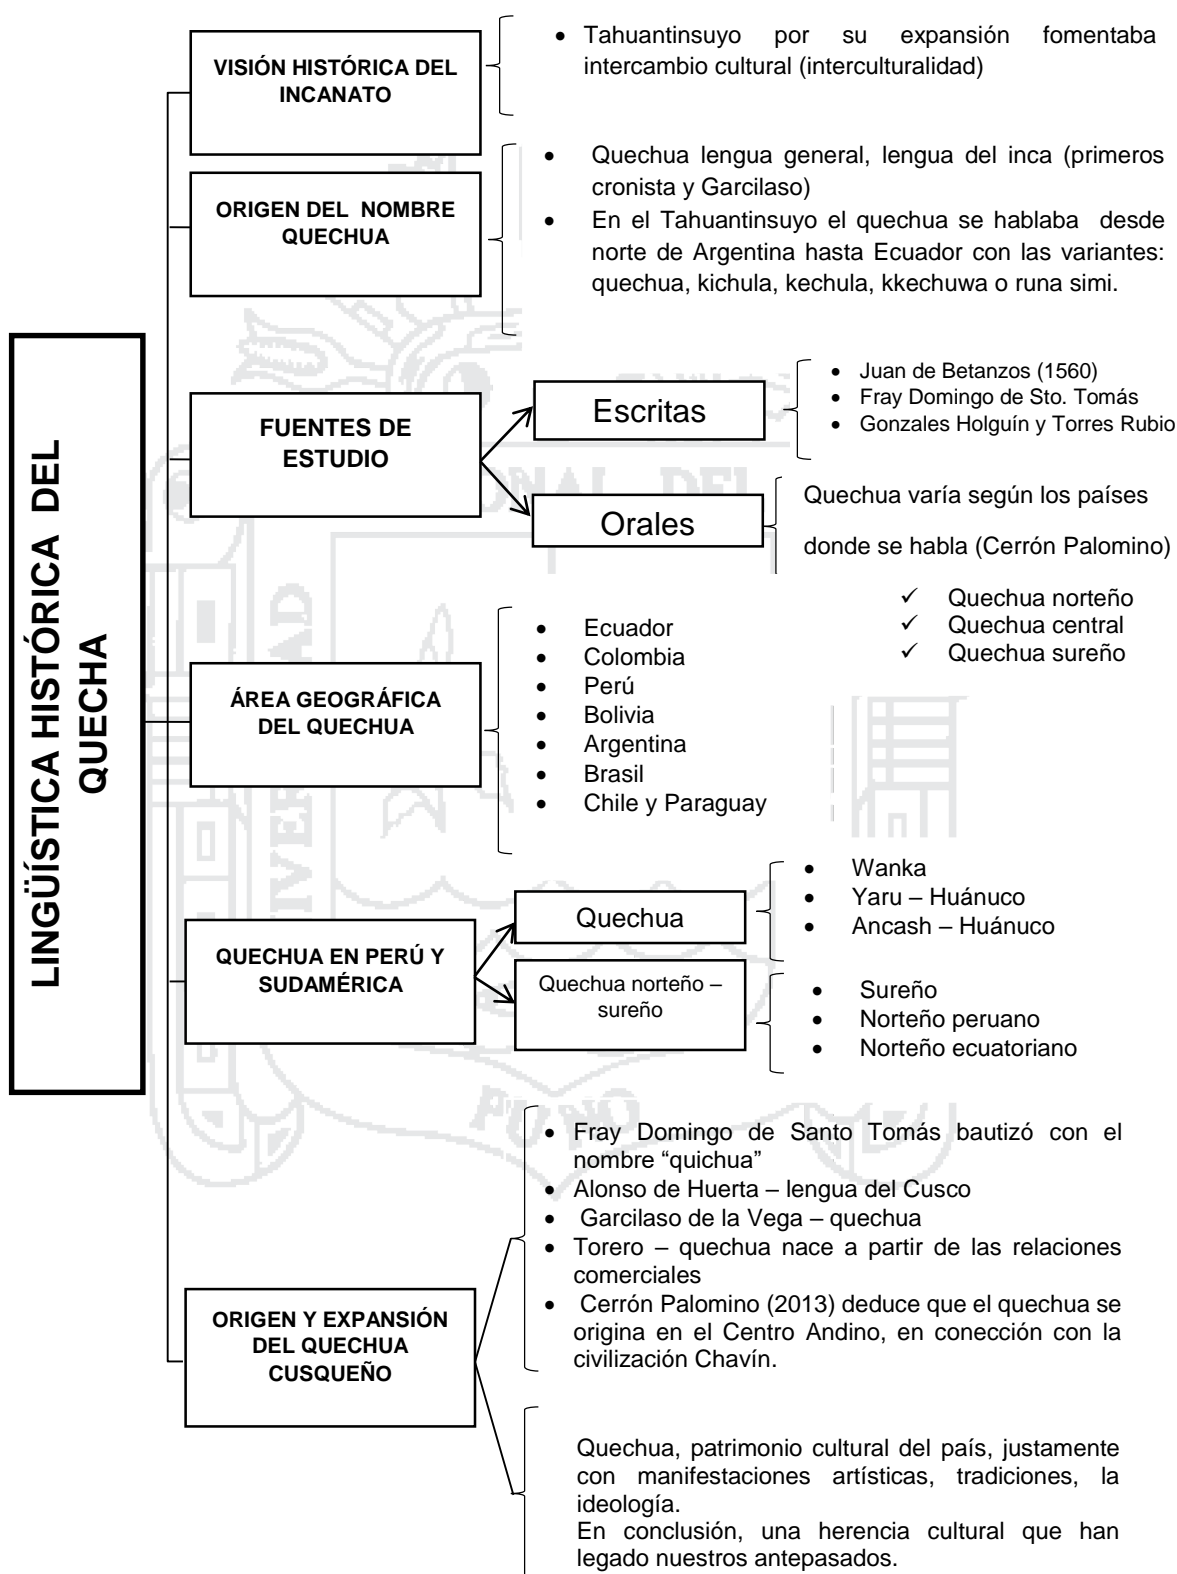 LINGÜÍSTICA HISTÓRICA DEL
QUECHA
VISIÓN HISTÓRICA DEL
INCANATO
• Tahuantinsuyo por su expansión fomentaba
intercambio cultural (interculturalidad)
ORIGEN DEL NOMBRE
QUECHUA
• Quechua lengua general, lengua del inca (primeros
cronista y Garcilaso)
• En el Tahuantinsuyo el quechua se hablaba desde
norte de Argentina hasta Ecuador con las variantes:
quechua, kichula, kechula, kkechuwa o runa simi.
FUENTES DE
ESTUDIO
Escritas
• Juan de Betanzos (1560)
• Fray Domingo de Sto. Tomás
• Gonzales Holguín y Torres Rubio
Orales
Quechua varía según los países
donde se habla (Cerrón Palomino)
✓ Quechua norteño
✓ Quechua central
✓ Quechua sureño
ÁREA GEOGRÁFICA
DEL QUECHUA
• Ecuador
• Colombia
• Perú
• Bolivia
• Argentina
• Brasil
• Chile y Paraguay
QUECHUA EN PERÚ Y
SUDAMÉRICA
Quechua
• Wanka
• Yaru – Huánuco
• Ancash – Huánuco
Quechua norteño –
sureño
• Sureño
• Norteño peruano
• Norteño ecuatoriano
ORIGEN Y EXPANSIÓN
DEL QUECHUA
CUSQUEÑO
• Fray Domingo de Santo Tomás bautizó con el
nombre “quichua”
• Alonso de Huerta – lengua del Cusco
• Garcilaso de la Vega – quechua
• Torero – quechua nace a partir de las relaciones
comerciales
• Cerrón Palomino (2013) deduce que el quechua se
origina en el Centro Andino, en conección con la
civilización Chavín.
Quechua, patrimonio cultural del país, justamente
con manifestaciones artísticas, tradiciones, la
ideología.
En conclusión, una herencia cultural que han
legado nuestros antepasados.
PUNO